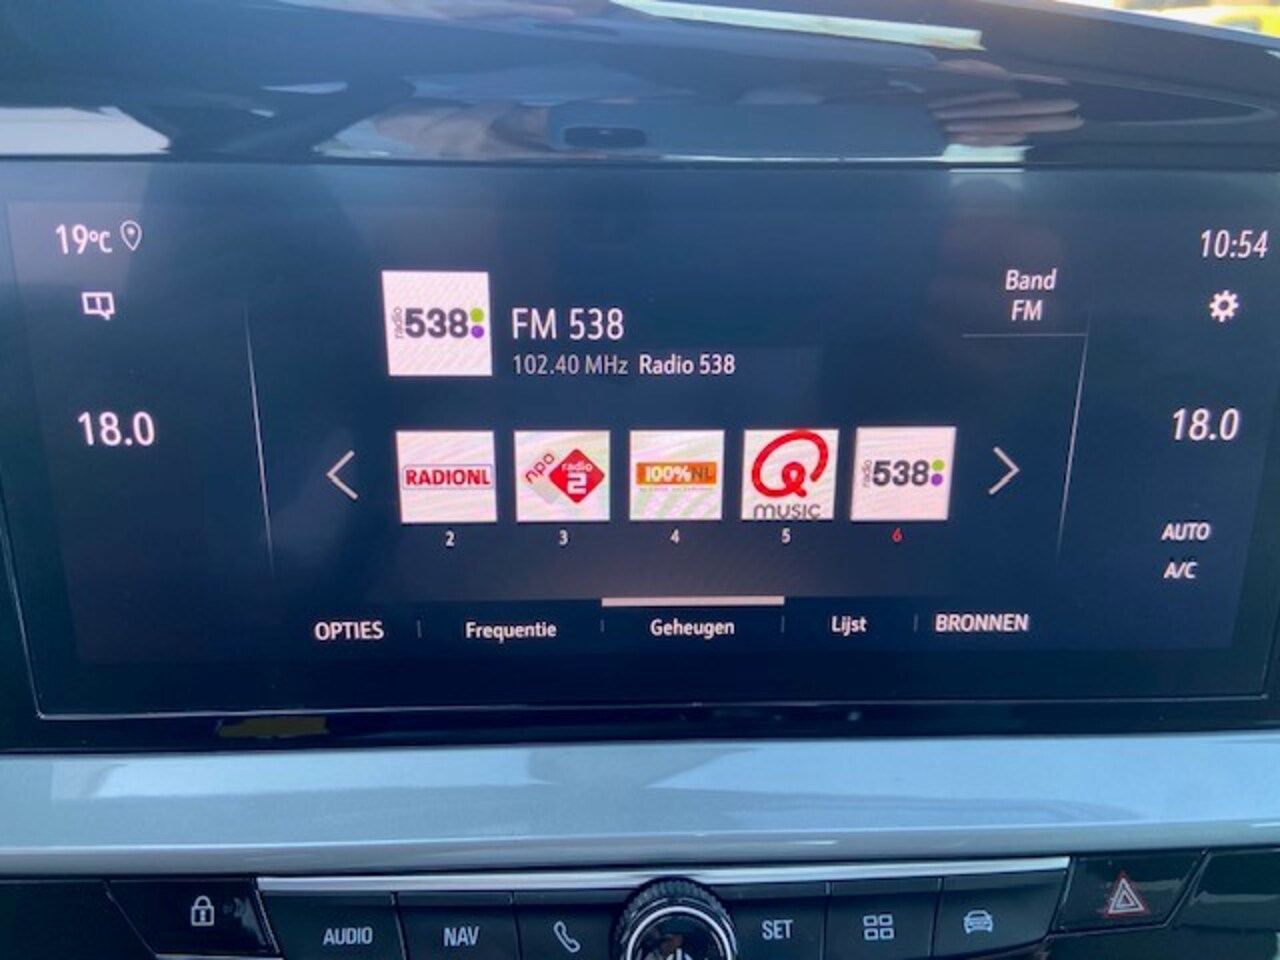 19°C
10:54
Band
FM
radio 538
FM 538
102.40 MHz Radio 538
18.0
18.0
RADIONL
npo radio 2
100%NL
Q music
radio 538
2
3
4
5
6
AUTO
A/C
OPTIES
Frequentie
Geheugen
Lijst
BRONNEN
AUDIO
NAV
SET